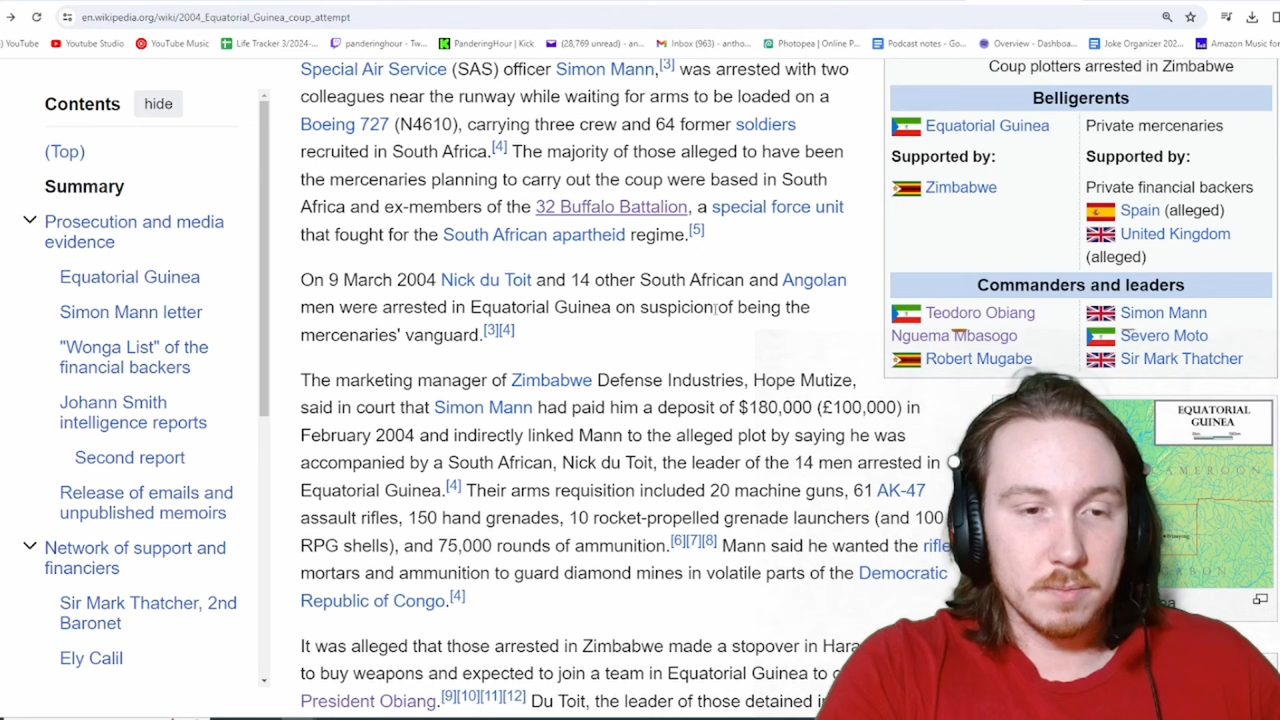 en.wikipedia.org/wiki/2004_Equatorial_Guinea_coup_attempt
) YouTube
YouTube Studio
YouTube Music
Life Tracker 3/2024-...
panderinghour - Tw...
PanderingHour | Kick
(28,769 unread) - an...
Inbox (963) - antho...
Photopea | Online P...
Podcast notes - Go...
Overview - Dashboa...
Joke Organizer 202...
Amazon Music for
Contents hide
(Top)
Summary
Prosecution and media
evidence
Equatorial Guinea
Simon Mann letter
"Wonga List" of the
financial backers
Johann Smith
intelligence reports
Second report
Release of emails and
unpublished memoirs
Network of support and
financiers
Sir Mark Thatcher, 2nd
Baronet
Ely Calil
Special Air Service (SAS) officer Simon Mann,[3] was arrested with two
colleagues near the runway while waiting for arms to be loaded on a
Boeing 727 (N4610), carrying three crew and 64 former soldiers
recruited in South Africa.[4] The majority of those alleged to have been
the mercenaries planning to carry out the coup were based in South
Africa and ex-members of the 32 Buffalo Battalion, a special force unit
that fought for the South African apartheid regime.[5]
On 9 March 2004 Nick du Toit and 14 other South African and Angolan
men were arrested in Equatorial Guinea on suspicion of being the
mercenaries' vanguard.[3][4]
The marketing manager of Zimbabwe Defense Industries, Hope Mutize,
said in court that Simon Mann had paid him a deposit of $180,000 (£100,000) in
February 2004 and indirectly linked Mann to the alleged plot by saying he was
accompanied by a South African, Nick du Toit, the leader of the 14 men arrested in
Equatorial Guinea.[4] Their arms requisition included 20 machine guns, 61 AK-47
assault rifles, 150 hand grenades, 10 rocket-propelled grenade launchers (and 100
RPG shells), and 75,000 rounds of ammunition.[6][7][8] Mann said he wanted the rifle
mortars and ammunition to guard diamond mines in volatile parts of the Democratic
Republic of Congo.[4]
It was alleged that those arrested in Zimbabwe made a stopover in Hara
to buy weapons and expected to join a team in Equatorial Guinea to
President Obiang.[9][10][11][12] Du Toit, the leader of those detained
Coup plotters arrested in Zimbabwe
Belligerents
Equatorial Guinea
Supported by:
Zimbabwe
Private mercenaries
Supported by:
Private financial backers
Spain (alleged)
United Kingdom
(alleged)
Commanders and leaders
Teodoro Obiang
Nguema Mbasogo
Robert Mugabe
Simon Mann
Severo Moto
Sir Mark Thatcher
EQUATORIAL
GUINEA
CAMEROON
GABON